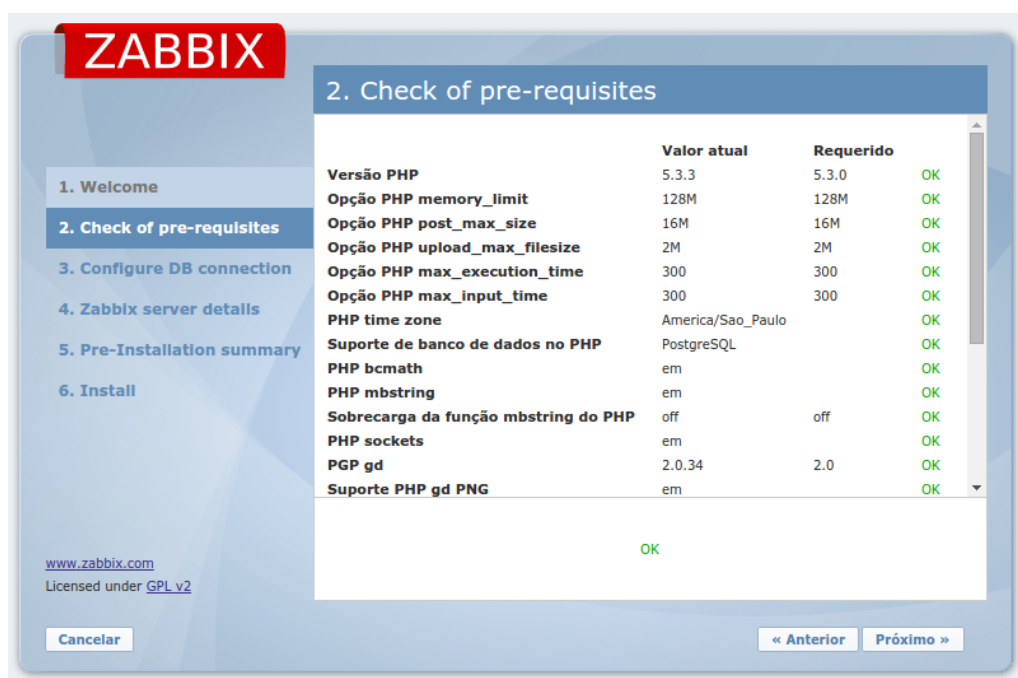 ZABBIX
2. Check of pre-requisites
1. Welcome
2. Check of pre-requisites
3. Configure DB connection
4. Zabbix server details
5. Pre-Installation summary
6. Install
Valor atual Requerido
Versão PHP 5.3.3 5.3.0 OK
Opção PHP memory_limit 128M 128M OK
Opção PHP post_max_size 16M 16M OK
Opção PHP upload_max_filesize 2M 2M OK
Opção PHP max_execution_time 300 300 OK
Opção PHP max_input_time 300 300 OK
PHP time zone America/Sao_Paulo OK
Suporte de banco de dados no PHP PostgreSQL OK
PHP bcmath em OK
PHP mbstring em OK
Sobrecarga da função mbstring do PHP off off OK
PHP sockets em OK
PGP gd 2.0.34 2.0 OK
Suporte PHP gd PNG em OK
OK
www.zabbix.com
Licensed under GPL v2
Cancelar « Anterior Próximo »